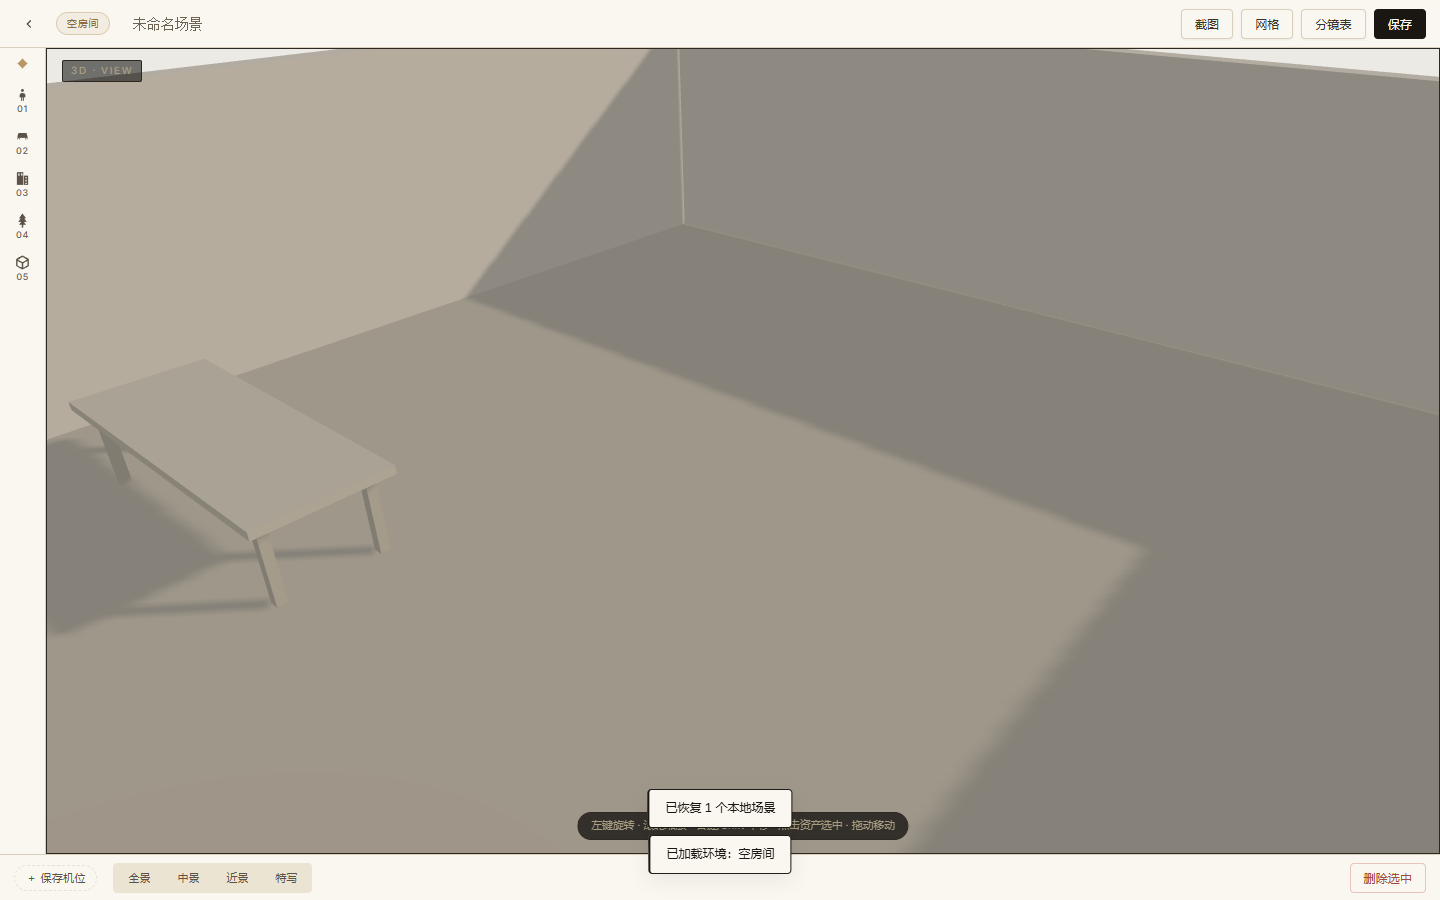 空房间
未命名场景
截图
网格
分镜表
保存
3D · VIEW
01
02
03
04
05
已恢复 1 个本地场景
左键旋转 · 击资产选中 · 拖动移动
已加载环境：空房间
+ 保存机位
全景
中景
近景
特写
删除选中